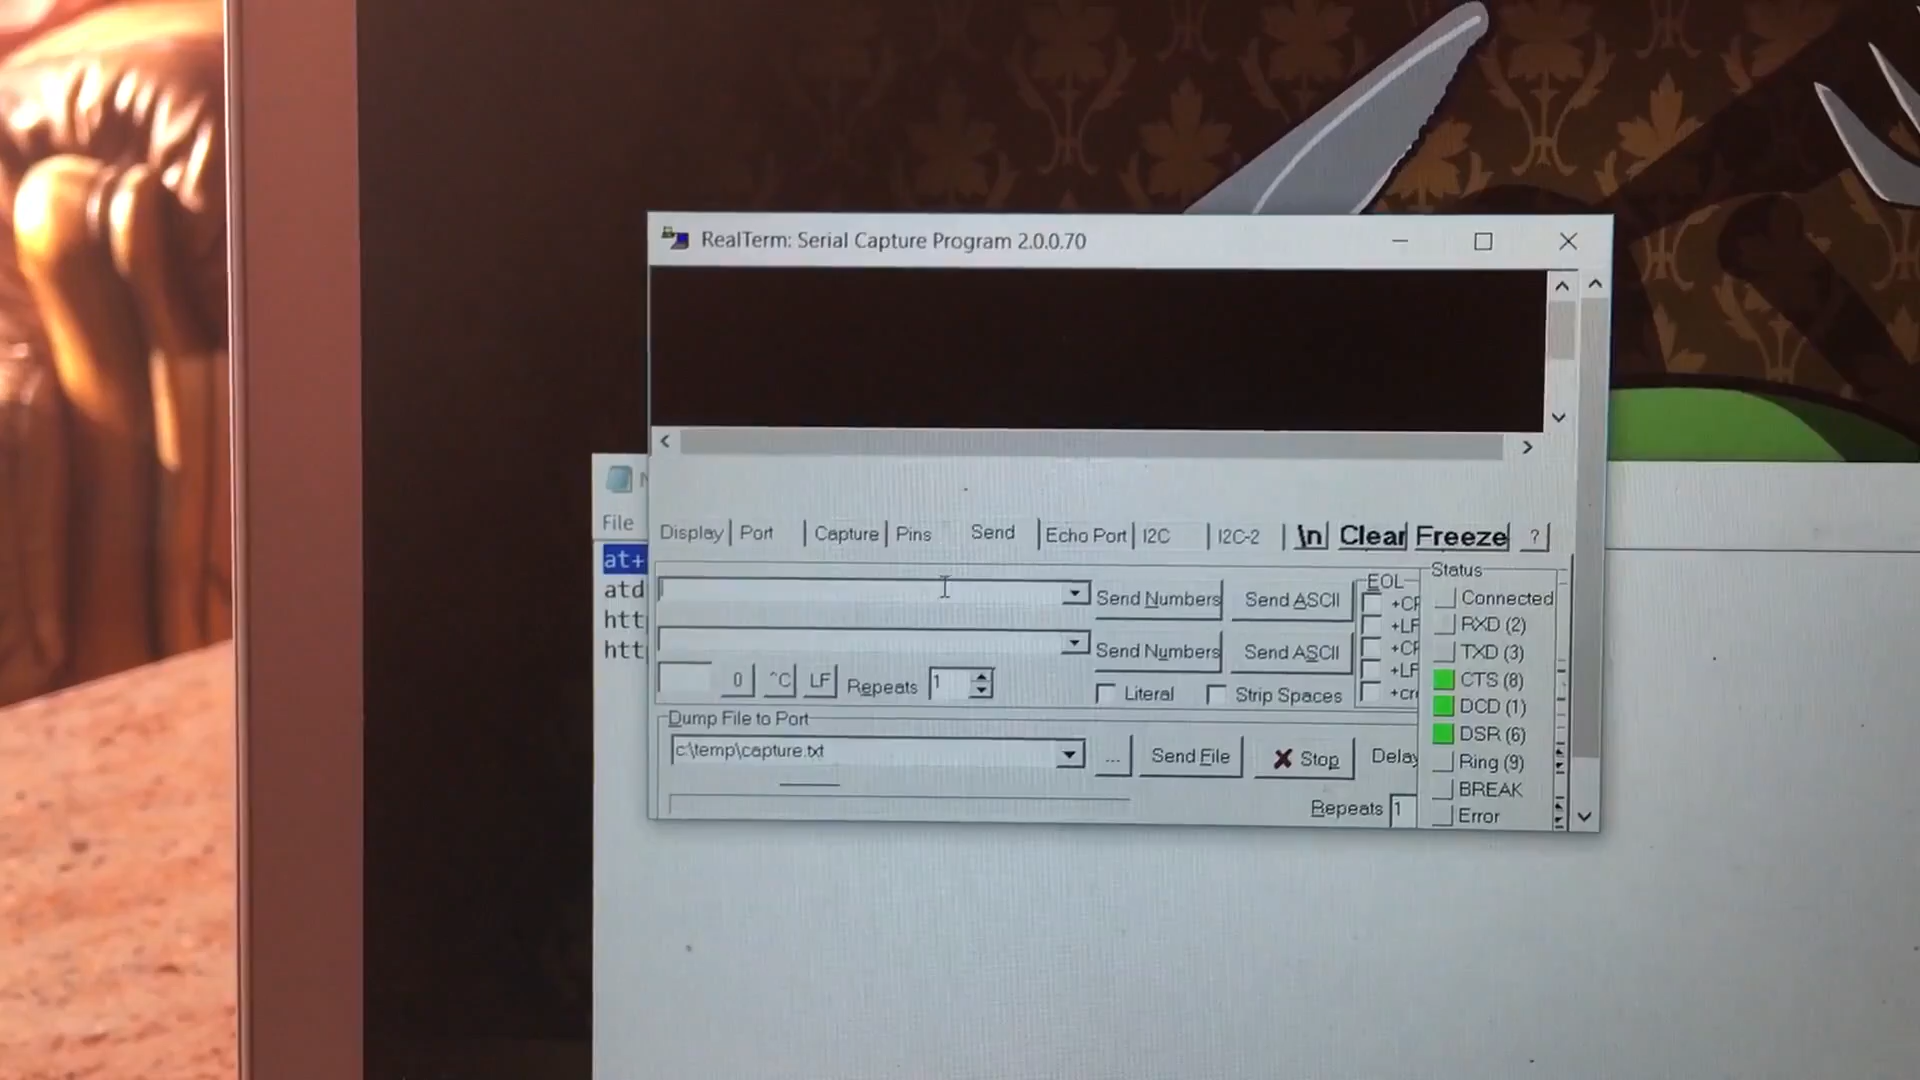 RealTerm: Serial Capture Program 2.0.0.70
File
Display Port Capture Pins Send Echo Port I2C I2C-2 \n Clear Freeze ?
at+
atd
htt
htt
Send Numbers Send ASCII
Send Numbers Send ASCII
0 ^C LF Repeats 1
Literal Strip Spaces
EOL
+CR
+LF
+CR
+LF
+cr
Dump File to Port
c:\temp\capture.txt
... Send File Stop Delay
Repeats 1
Status
Connected
RXD (2)
TXD (3)
CTS (8)
DCD (1)
DSR (6)
Ring (9)
BREAK
Error